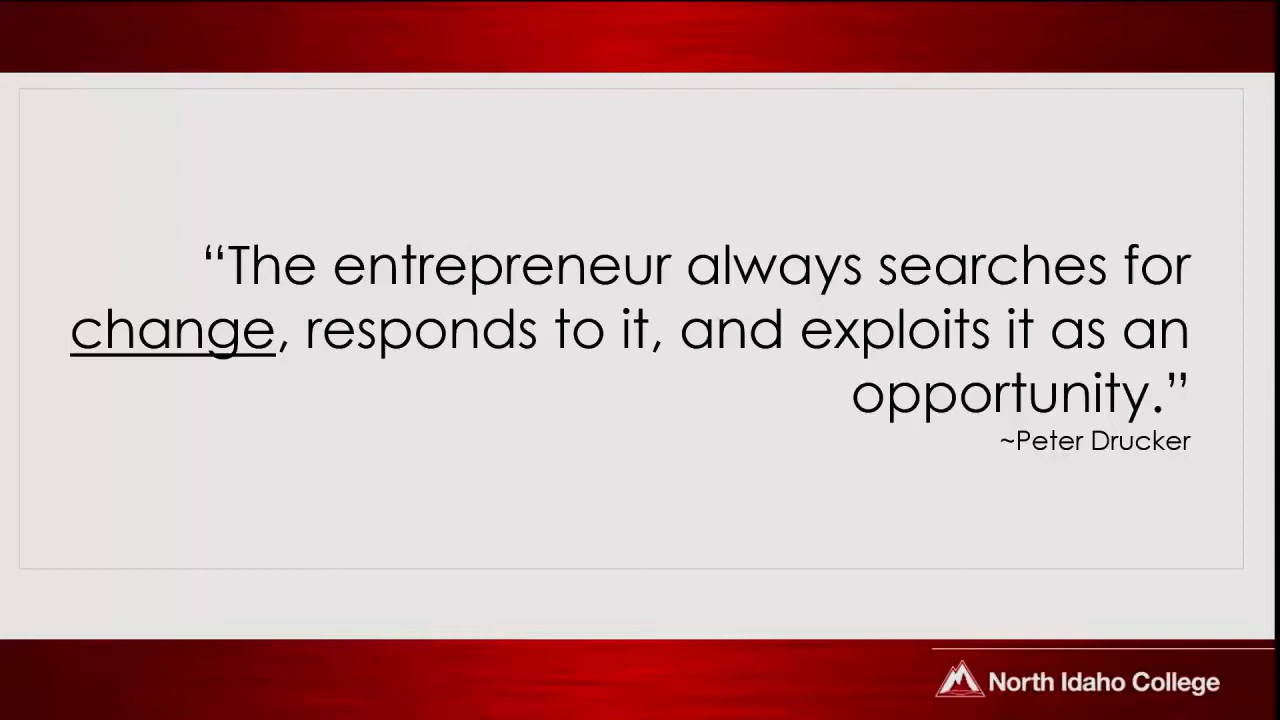 “The entrepreneur always searches for
change, responds to it, and exploits it as an
opportunity.”
~Peter Drucker
North Idaho College